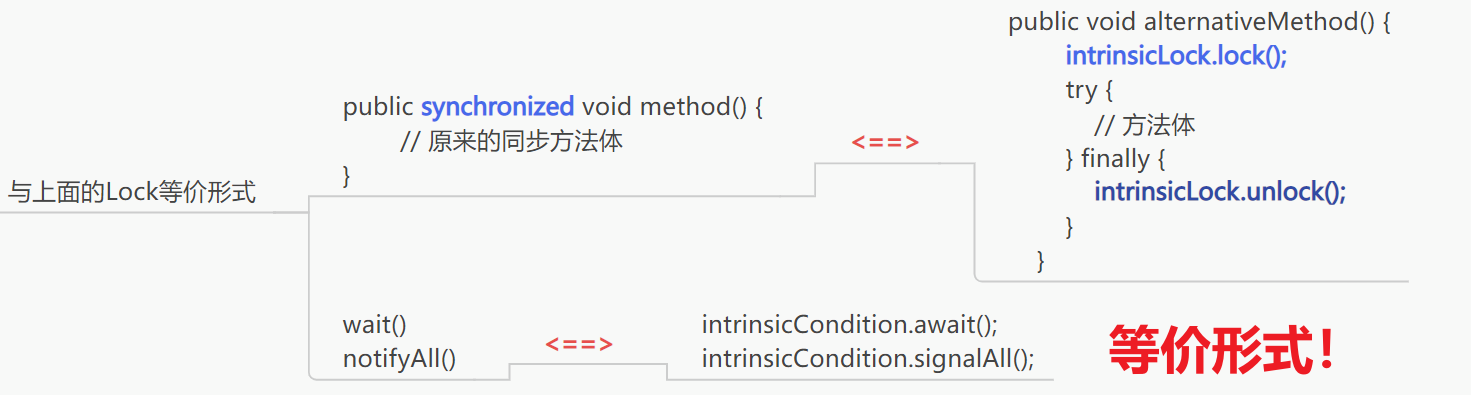 与上面的Lock等价形式
public synchronized void method() {
// 原来的同步方法体
}
<==>
public void alternativeMethod() {
intrinsicLock.lock();
try {
// 方法体
} finally {
intrinsicLock.unlock();
}
}
wait()
notifyAll()
<==>
intrinsicCondition.await();
intrinsicCondition.signalAll();
等价形式！